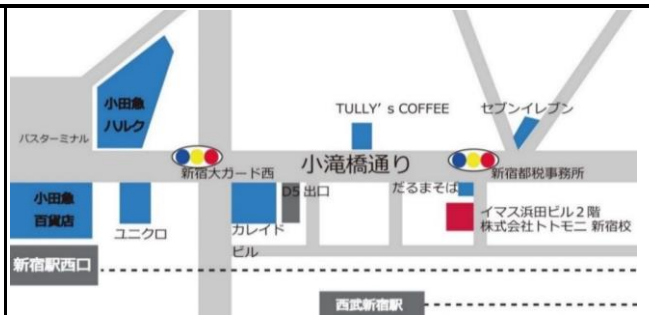 小田急
ハルク
バスターミナル
TULLY’s COFFEE
セブンイレブン
新宿大ガード西
小滝橋通り
新宿都税事務所
小田急
百貨店
ユニクロ
カレイド
ビル
D5 出口
だるまそば
イマス浜田ビル２階
株式会社トトモニ 新宿校
新宿駅西口
西武新宿駅